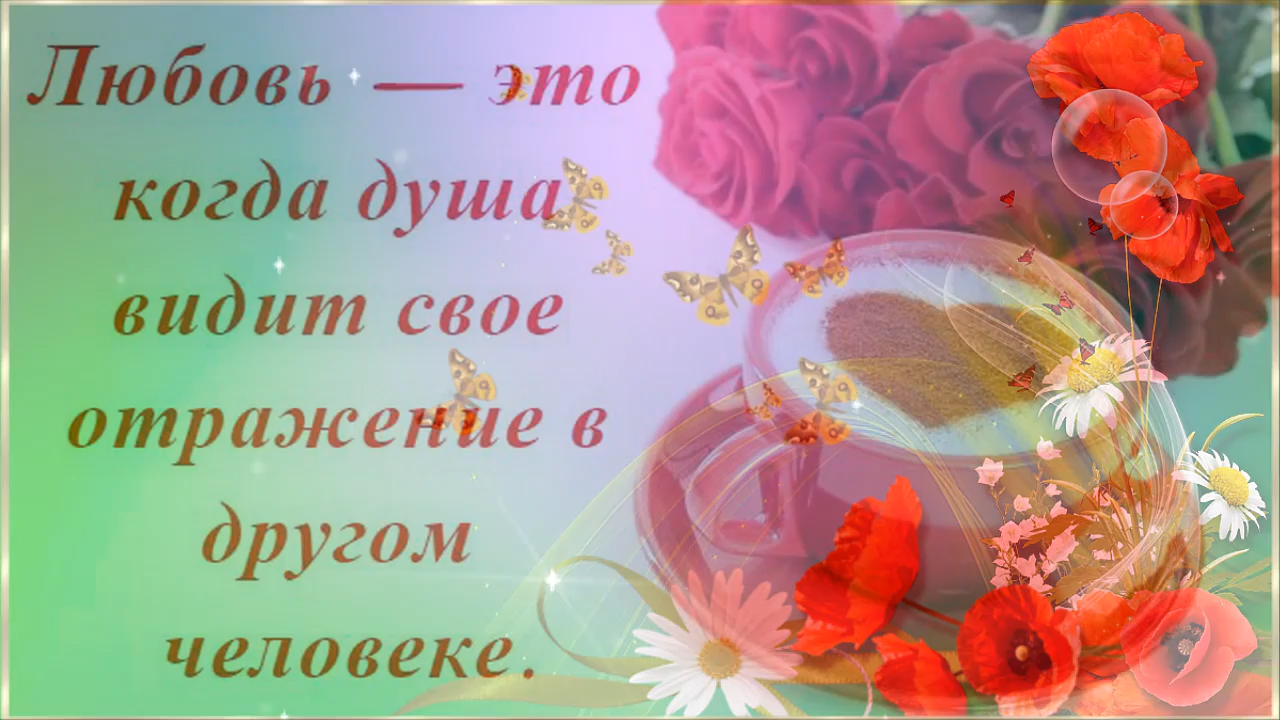 Любовь — это
когда душа
видит свое
отражение в
другом
человеке.